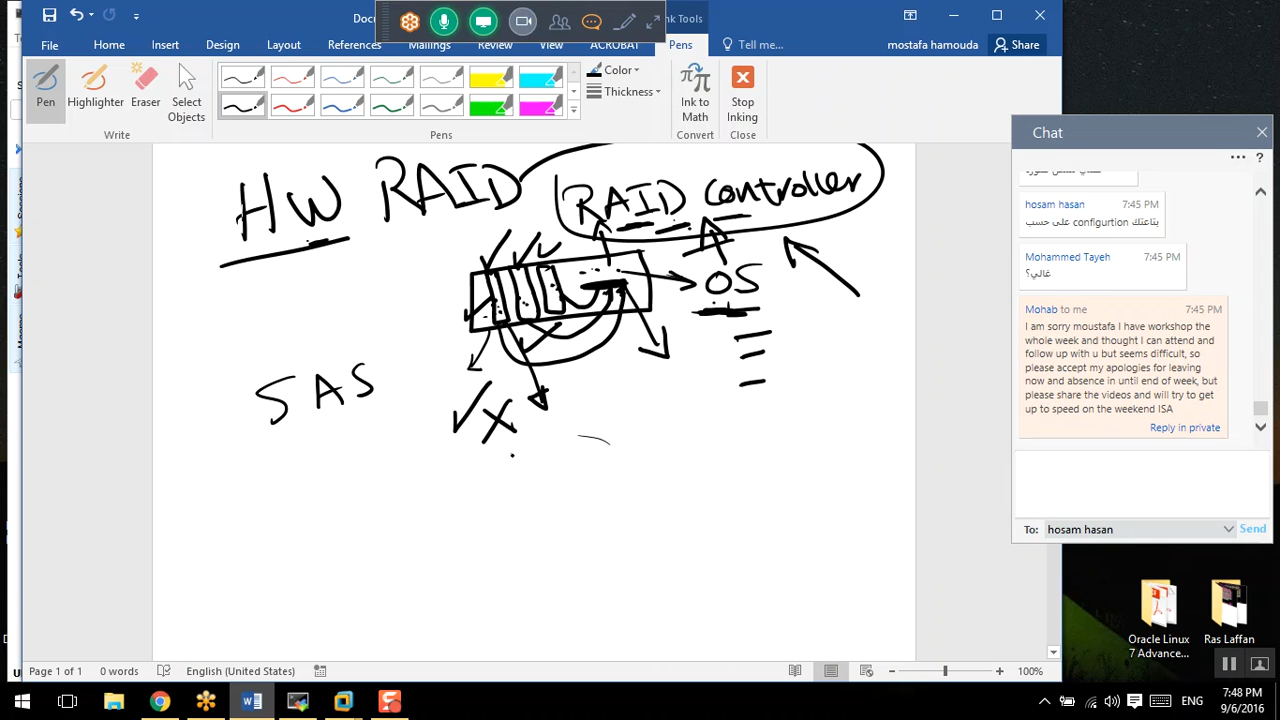 Doc
nk Tools
mostafa hamouda
Share
File
Home
Insert
Design
Layout
References
Mailings
Review
View
ACROBAT
Pens
Tell me...
Pen
Highlighter
Eraser
Select
Objects
Color
Thickness
Ink to
Math
Stop
Inking
Write
Pens
Convert
Close
HW RAID
RAID controller
OS
SAS
Chat
hosam hasan 7:45 PM
بتاعتك configurtion على حسب
Mohammed Tayeh 7:45 PM
غالي؟
Mohab to me 7:45 PM
I am sorry moustafa I have workshop the
whole week and thought I can attend and
follow up with u but seems difficult, so
please accept my apologies for leaving
now and absence in until end of week, but
please share the videos and will try to get
up to speed on the weekend ISA
Reply in private
To: hosam hasan Send
Oracle Linux
7 Advance...
Ras Laffan
Page 1 of 1 0 words English (United States) 100%
ENG
7:48 PM
9/6/2016